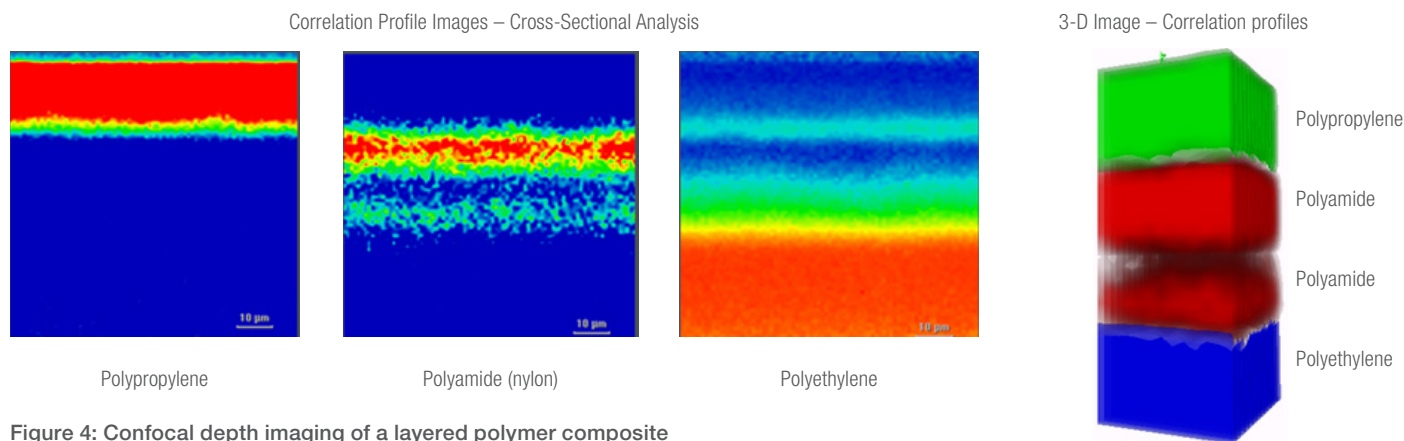 Correlation Profile Images – Cross-Sectional Analysis
3-D Image – Correlation profiles
10 µm
10 µm
10 µm
Polypropylene
Polyamide (nylon)
Polyethylene
Polypropylene
Polyamide
Polyamide
Polyethylene
Figure 4: Confocal depth imaging of a layered polymer composite